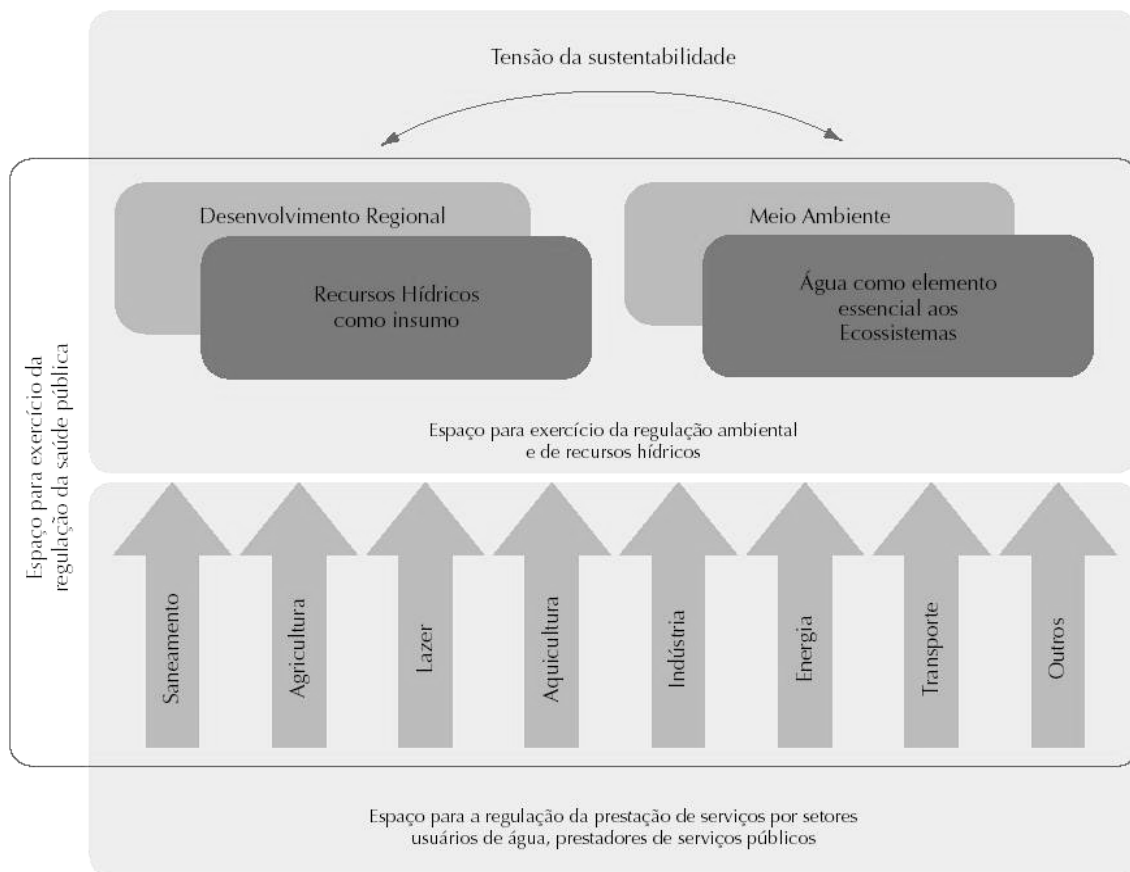 Tensão da sustentabilidade
Desenvolvimento Regional
Recursos Hídricos
como insumo
Meio Ambiente
Água como elemento
essencial aos
Ecossistemas
Espaço para exercício da regulação ambiental
e de recursos hídricos
Espaço para exercício da
regulação da saúde pública
Saneamento
Agricultura
Lazer
Aquicultura
Indústria
Energia
Transporte
Outros
Espaço para a regulação da prestação de serviços por setores
usuários de água, prestadores de serviços públicos